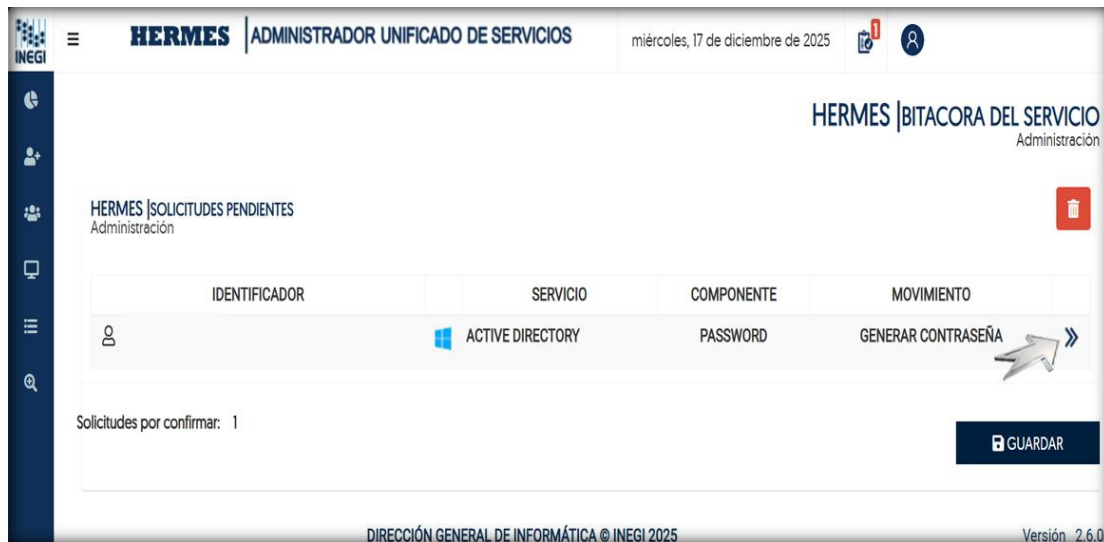 INEGI
HERMES | ADMINISTRADOR UNIFICADO DE SERVICIOS
miércoles, 17 de diciembre de 2025
1
HERMES |BITACORA DEL SERVICIO
Administración
HERMES |SOLICITUDES PENDIENTES
Administración
IDENTIFICADOR SERVICIO COMPONENTE MOVIMIENTO
ACTIVE DIRECTORY PASSWORD GENERAR CONTRASEÑA
Solicitudes por confirmar: 1
GUARDAR
DIRECCIÓN GENERAL DE INFORMÁTICA © INEGI 2025 Versión 2.6.0